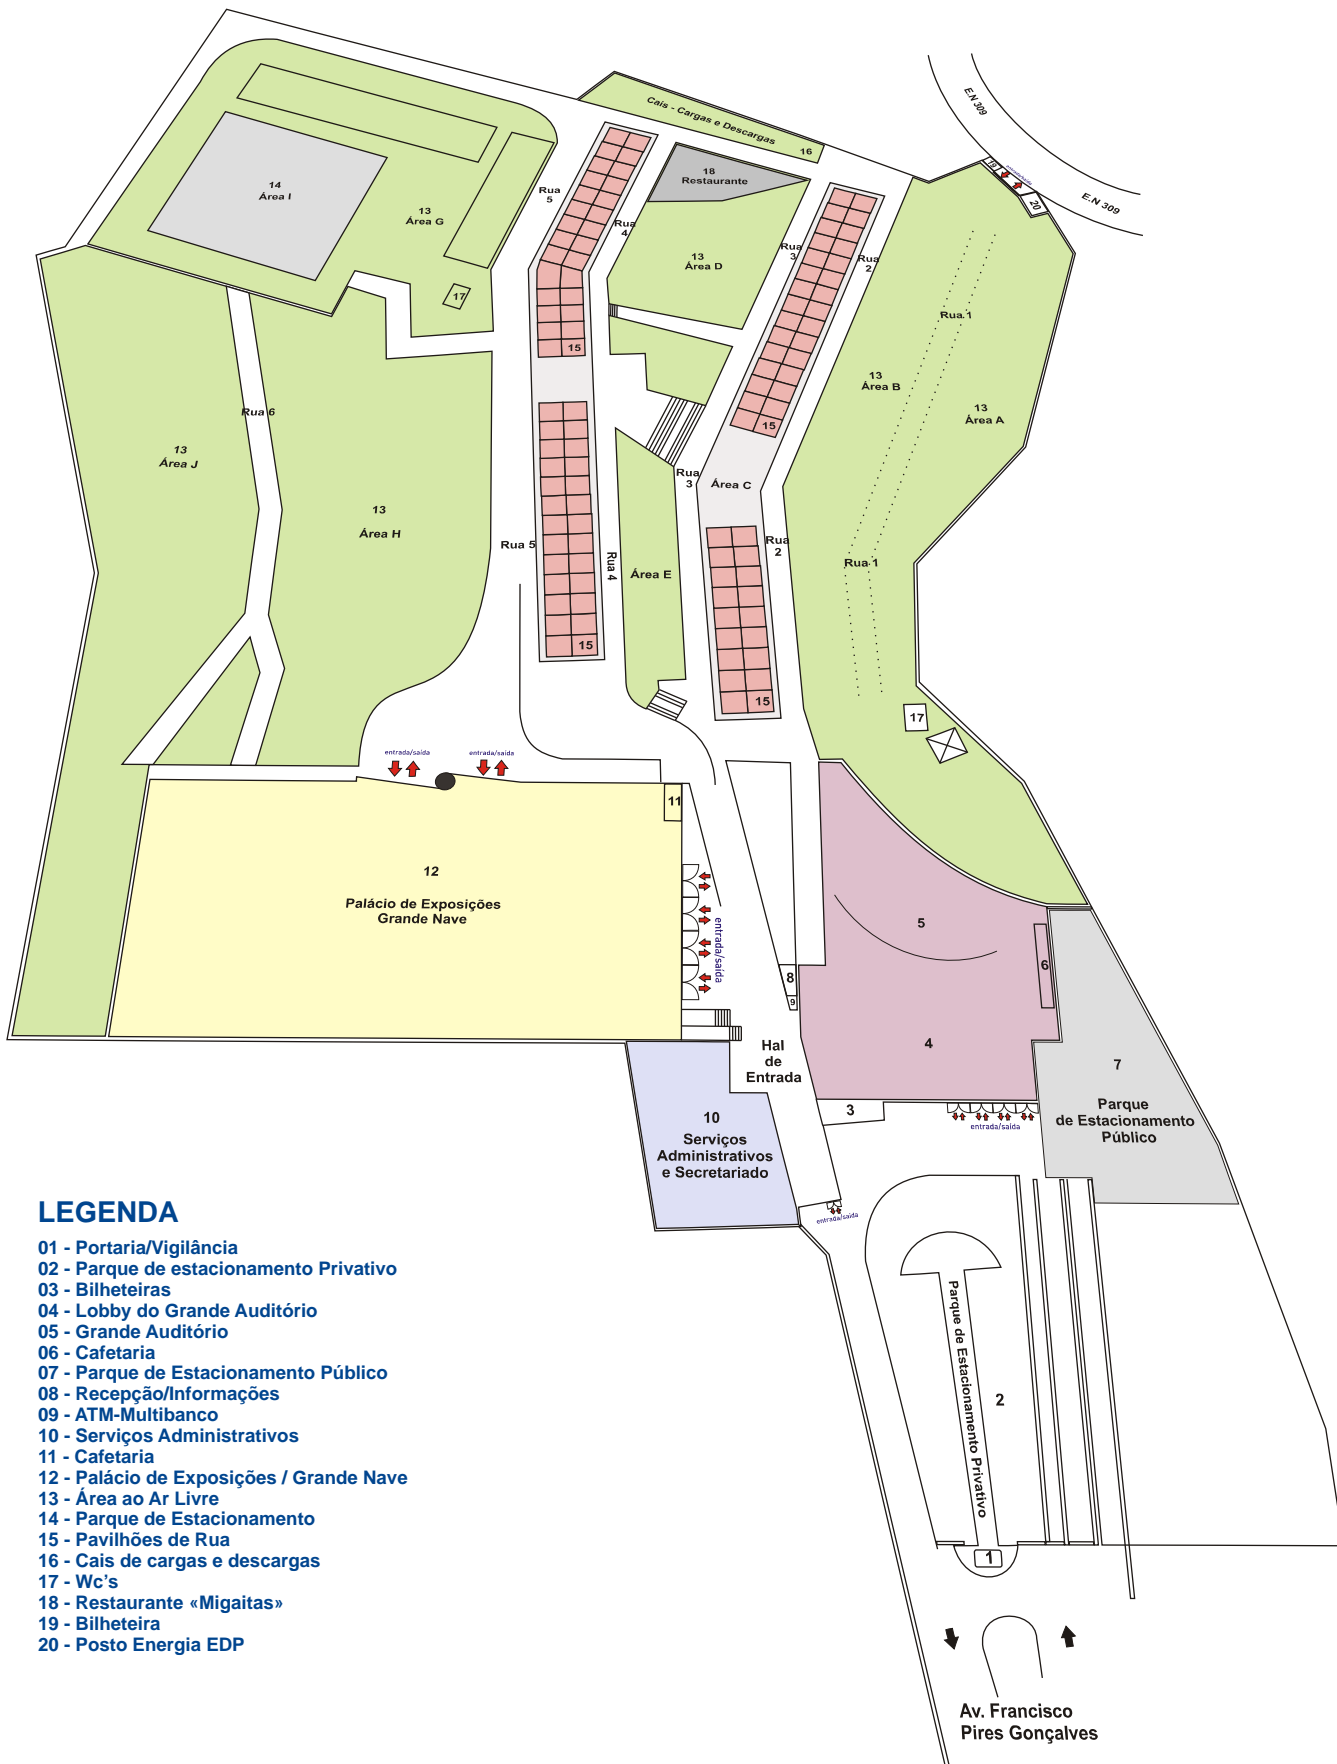 E.N 309
Cais - Cargas e Descargas
16
19
entrada/saída
20
E.N 309
18
Restaurante
14
Área I
13
Área G
Rua
5
Rua
4
13
Área D
Rua
3
Rua
2
17
Rua 1
15
13
Área B
13
Área A
Rua 6
15
13
Área J
Rua
3
Área C
13
Área H
Rua 5
Rua 4
Área E
Rua
2
Rua 1
15
15
17
entrada/saída
entrada/saída
11
12
Palácio de Exposições
Grande Nave
entrada/saída
5
6
8
9
4
Hal
de
Entrada
7
Parque
de Estacionamento
Público
3
entrada/saída
10
Serviços
Administrativos
e Secretariado
entrada/saída
Parque de Estacionamento Privativo
2
1
Av. Francisco
Pires Gonçalves
LEGENDA
01 - Portaria/Vigilância
02 - Parque de estacionamento Privativo
03 - Bilheteiras
04 - Lobby do Grande Auditório
05 - Grande Auditório
06 - Cafetaria
07 - Parque de Estacionamento Público
08 - Recepção/Informações
09 - ATM-Multibanco
10 - Serviços Administrativos
11 - Cafetaria
12 - Palácio de Exposições / Grande Nave
13 - Área ao Ar Livre
14 - Parque de Estacionamento
15 - Pavilhões de Rua
16 - Cais de cargas e descargas
17 - Wc's
18 - Restaurante «Migaitas»
19 - Bilheteira
20 - Posto Energia EDP